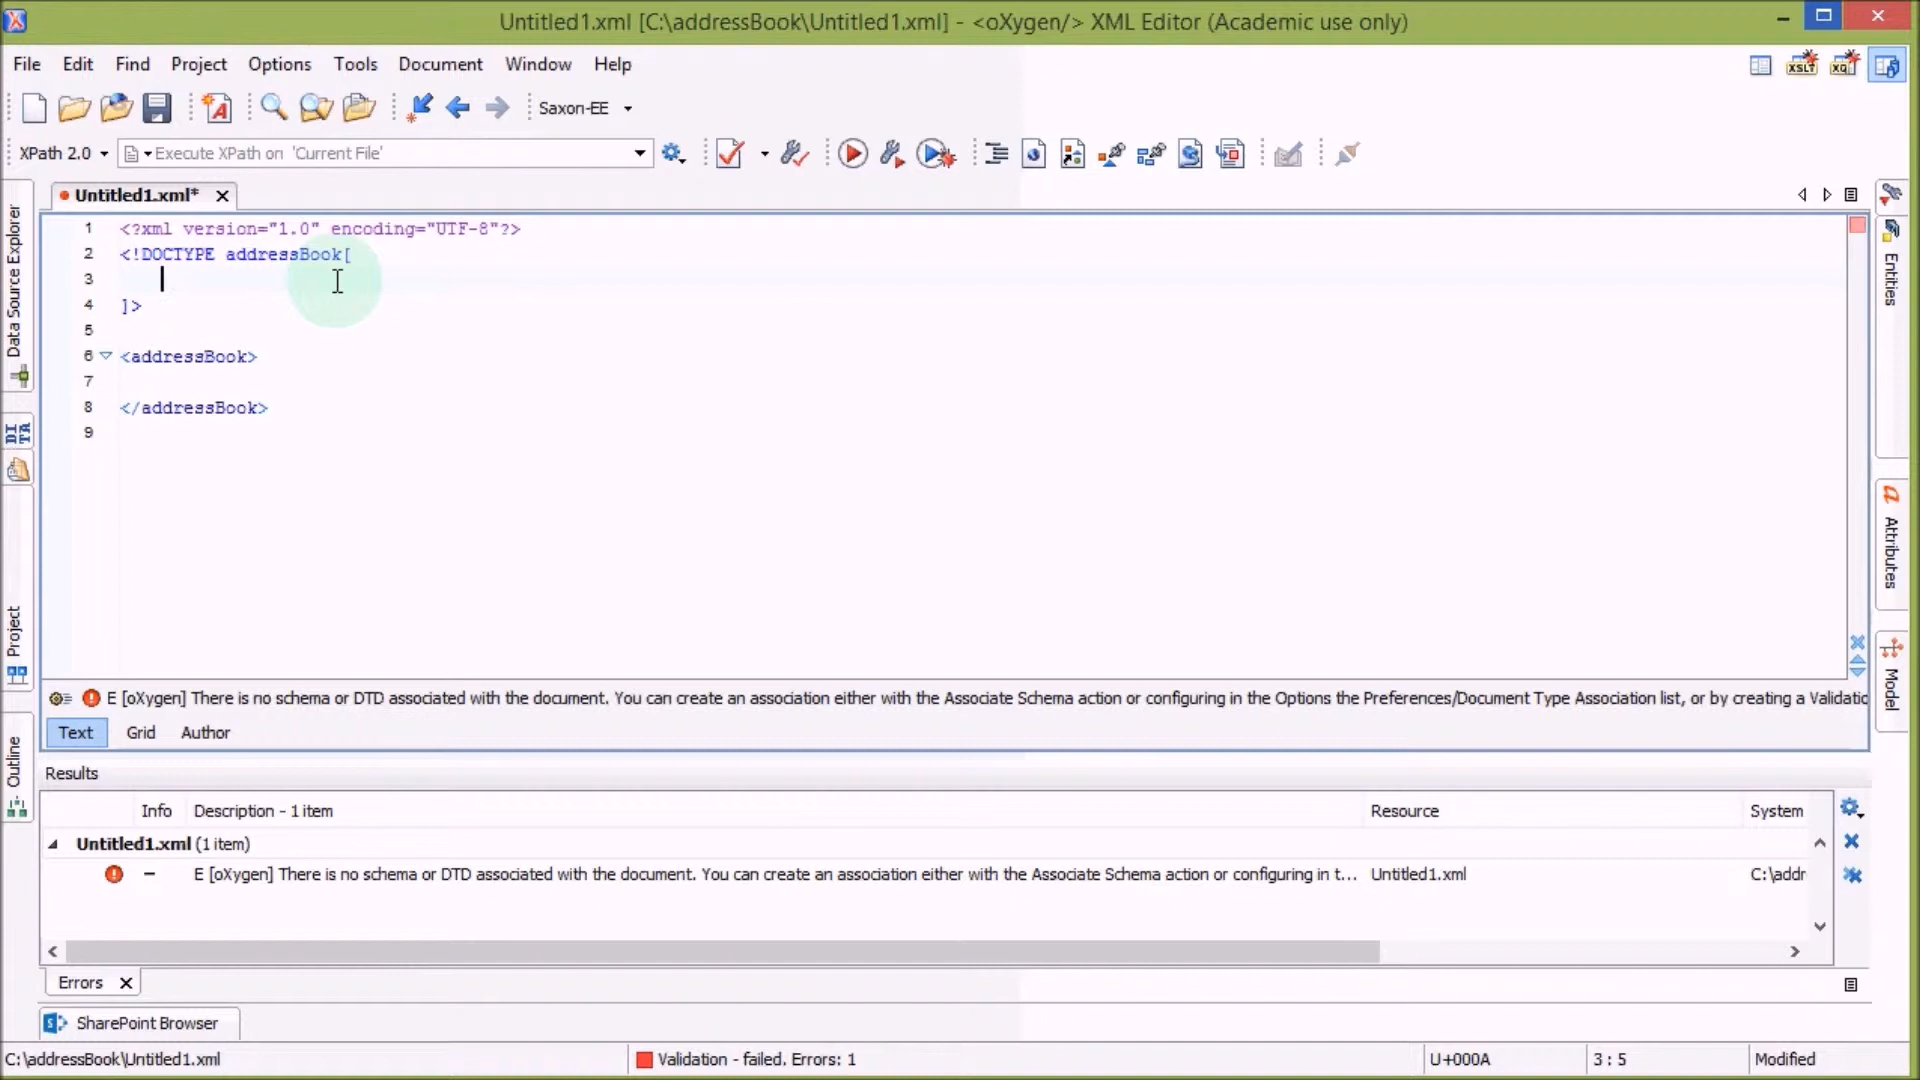 Untitled1.xml [C:\addressBook\Untitled1.xml] - <oXygen/> XML Editor (Academic use only)
File Edit Find Project Options Tools Document Window Help
XSLT XQ
Saxon-EE
XPath 2.0 Execute XPath on 'Current File'
Untitled1.xml*
1 <?xml version="1.0" encoding="UTF-8"?>
2 <!DOCTYPE addressBook[
3
4 ]>
5
6 <addressBook>
7
8 </addressBook>
9
Data Source Explorer
DITA
Project
Outline
Entities
Attributes
Model
E [oXygen] There is no schema or DTD associated with the document. You can create an association either with the Associate Schema action or configuring in the Options the Preferences/Document Type Association list, or by creating a Validatio
Text Grid Author
Results
Info Description - 1 item Resource System
Untitled1.xml (1 item)
E [oXygen] There is no schema or DTD associated with the document. You can create an association either with the Associate Schema action or configuring in t... Untitled1.xml C:\addr
Errors
SharePoint Browser
C:\addressBook\Untitled1.xml Validation - failed. Errors: 1 U+000A 3 : 5 Modified